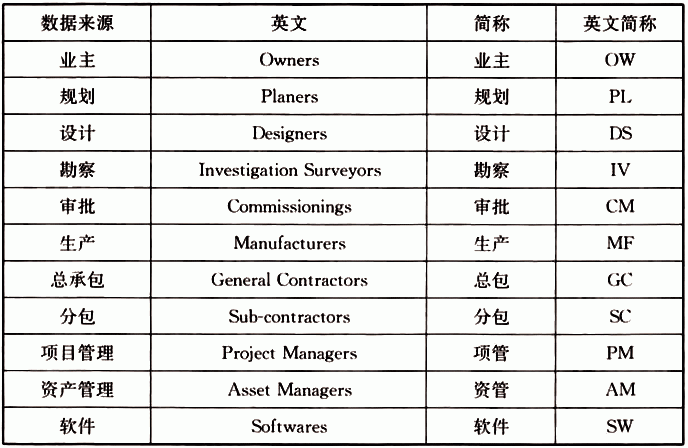 数据来源 英文 简称 英文简称
业主 Owners 业主 OW
规划 Planers 规划 PL
设计 Designers 设计 DS
勘察 Investigation Surveyors 勘察 IV
审批 Commissionings 审批 CM
生产 Manufacturers 生产 MF
总承包 General Contractors 总包 GC
分包 Sub-contractors 分包 SC
项目管理 Project Managers 项管 PM
资产管理 Asset Managers 资管 AM
软件 Softwares 软件 SW